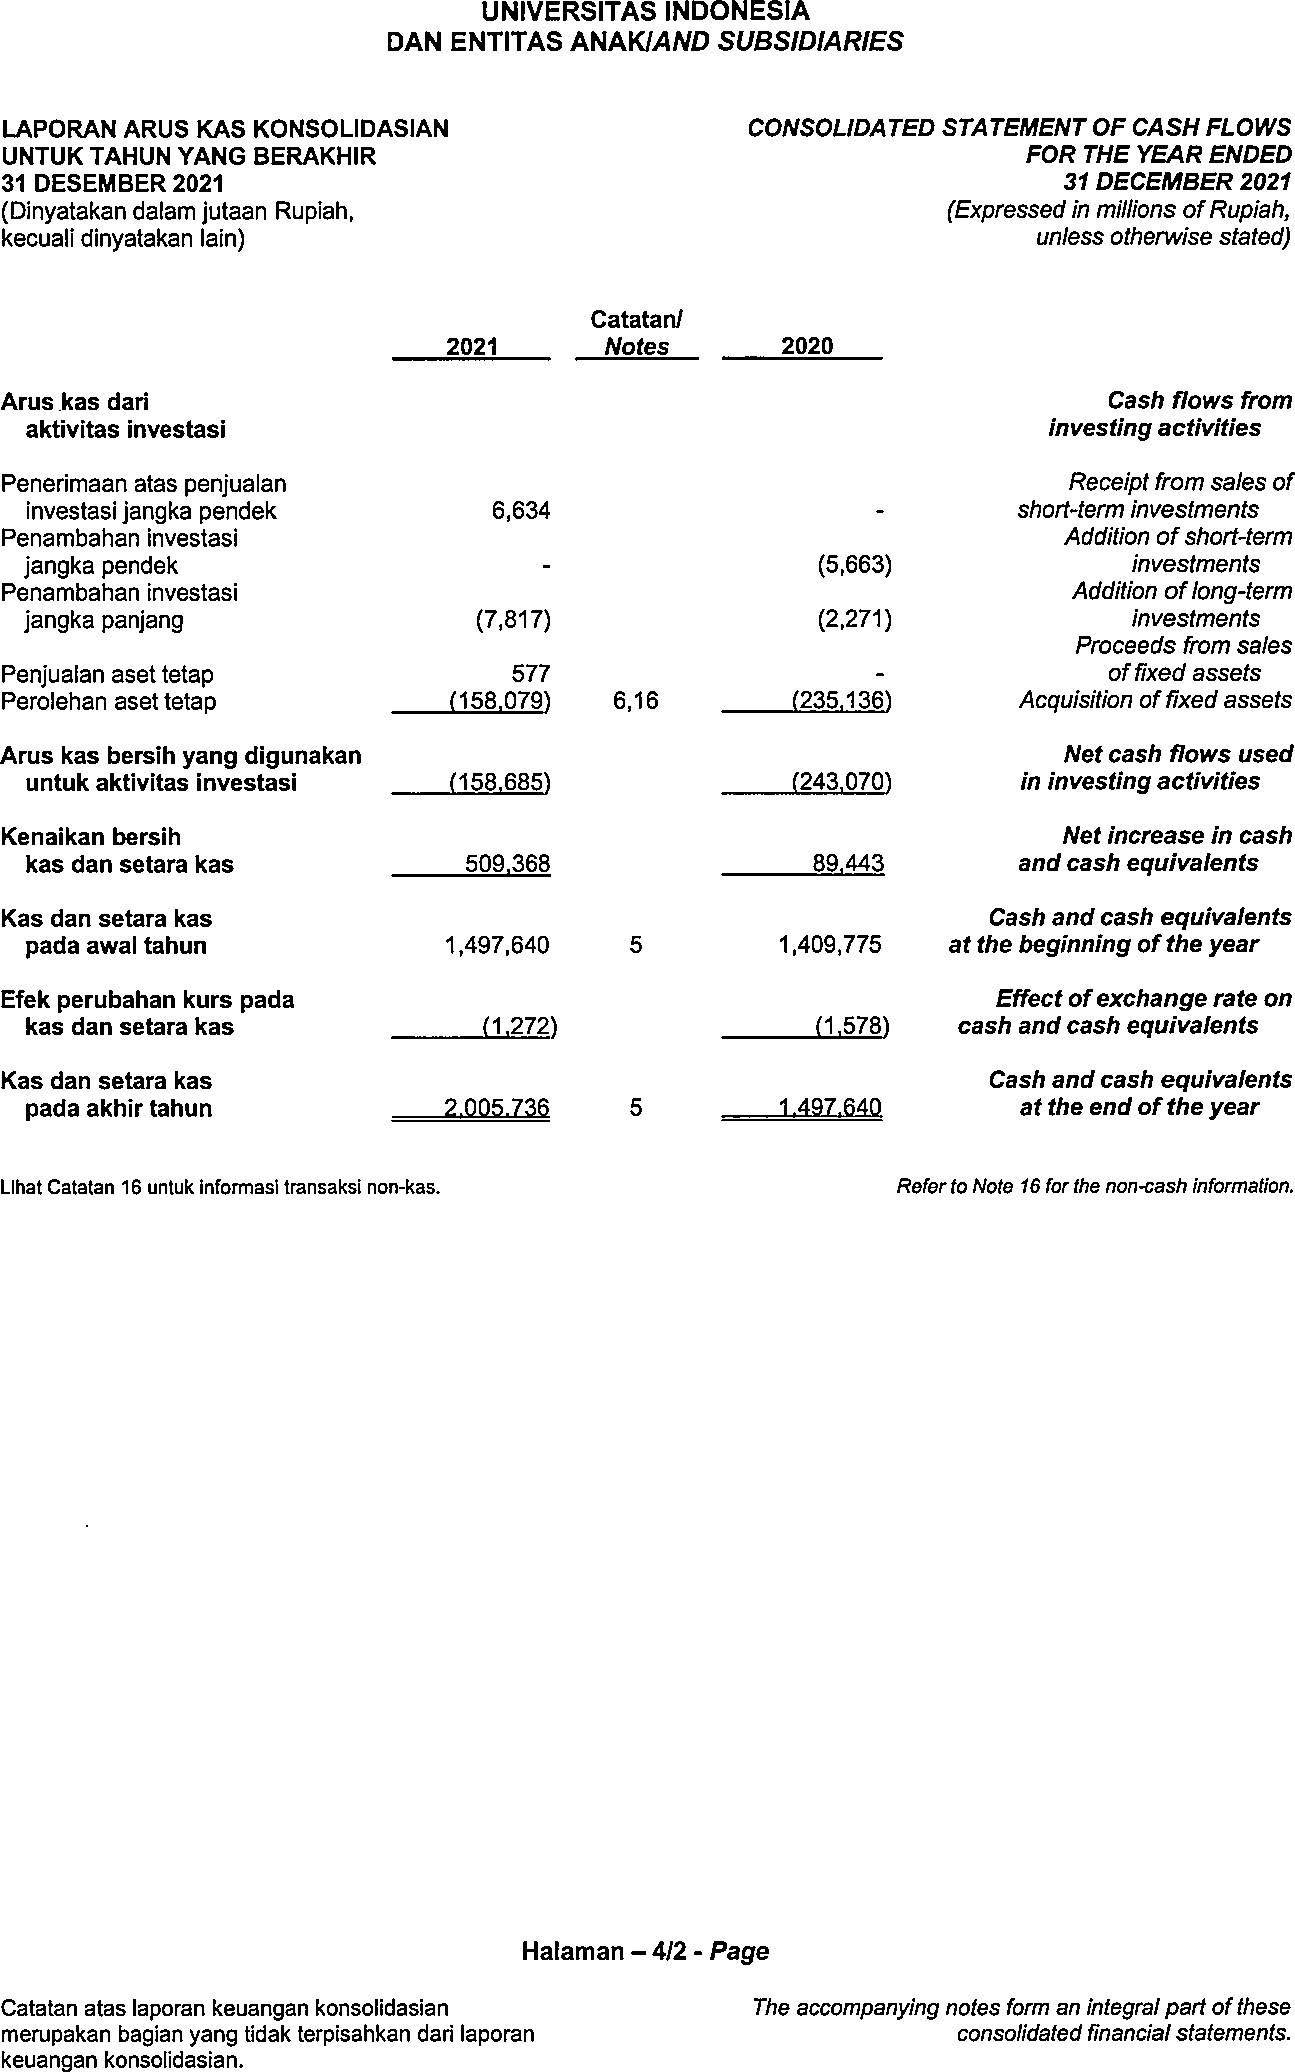 UNIVERSITAS INDONESIA
DAN ENTITAS ANAK/AND SUBSIDIARIES
LAPORAN ARUS KAS KONSOLIDASIAN
UNTUK TAHUN YANG BERAKHIR
31 DESEMBER 2021
(Dinyatakan dalam jutaan Rupiah,
kecuali dinyatakan lain)
CONSOLIDATED STATEMENT OF CASH FLOWS
FOR THE YEAR ENDED
31 DECEMBER 2021
(Expressed in millions of Rupiah,
unless otherwise stated)
Catatan/
2021 Notes 2020
Arus kas dari Cash flows from
aktivitas investasi investing activities
Penerimaan atas penjualan Receipt from sales of
investasi jangka pendek 6,634 - short-term investments
Penambahan investasi Addition of short-term
jangka pendek - (5,663) investments
Penambahan investasi Addition of long-term
jangka panjang (7,817) (2,271) investments
Proceeds from sales
Penjualan aset tetap 577 - of fixed assets
Perolehan aset tetap (158,079) 6,16 (235,136) Acquisition of fixed assets
Arus kas bersih yang digunakan Net cash flows used
untuk aktivitas investasi (158,685) (243,070) in investing activities
Kenaikan bersih Net increase in cash
kas dan setara kas 509,368 89,443 and cash equivalents
Kas dan setara kas Cash and cash equivalents
pada awal tahun 1,497,640 5 1,409,775 at the beginning of the year
Efek perubahan kurs pada Effect of exchange rate on
kas dan setara kas (1,272) (1,578) cash and cash equivalents
Kas dan setara kas Cash and cash equivalents
pada akhir tahun 2,005,736 5 1,497,640 at the end of the year
Lihat Catatan 16 untuk informasi transaksi non-kas. Refer to Note 16 for the non-cash information.
Halaman – 4/2 - Page
Catatan atas laporan keuangan konsolidasian
merupakan bagian yang tidak terpisahkan dari laporan
keuangan konsolidasian.
The accompanying notes form an integral part of these
consolidated financial statements.